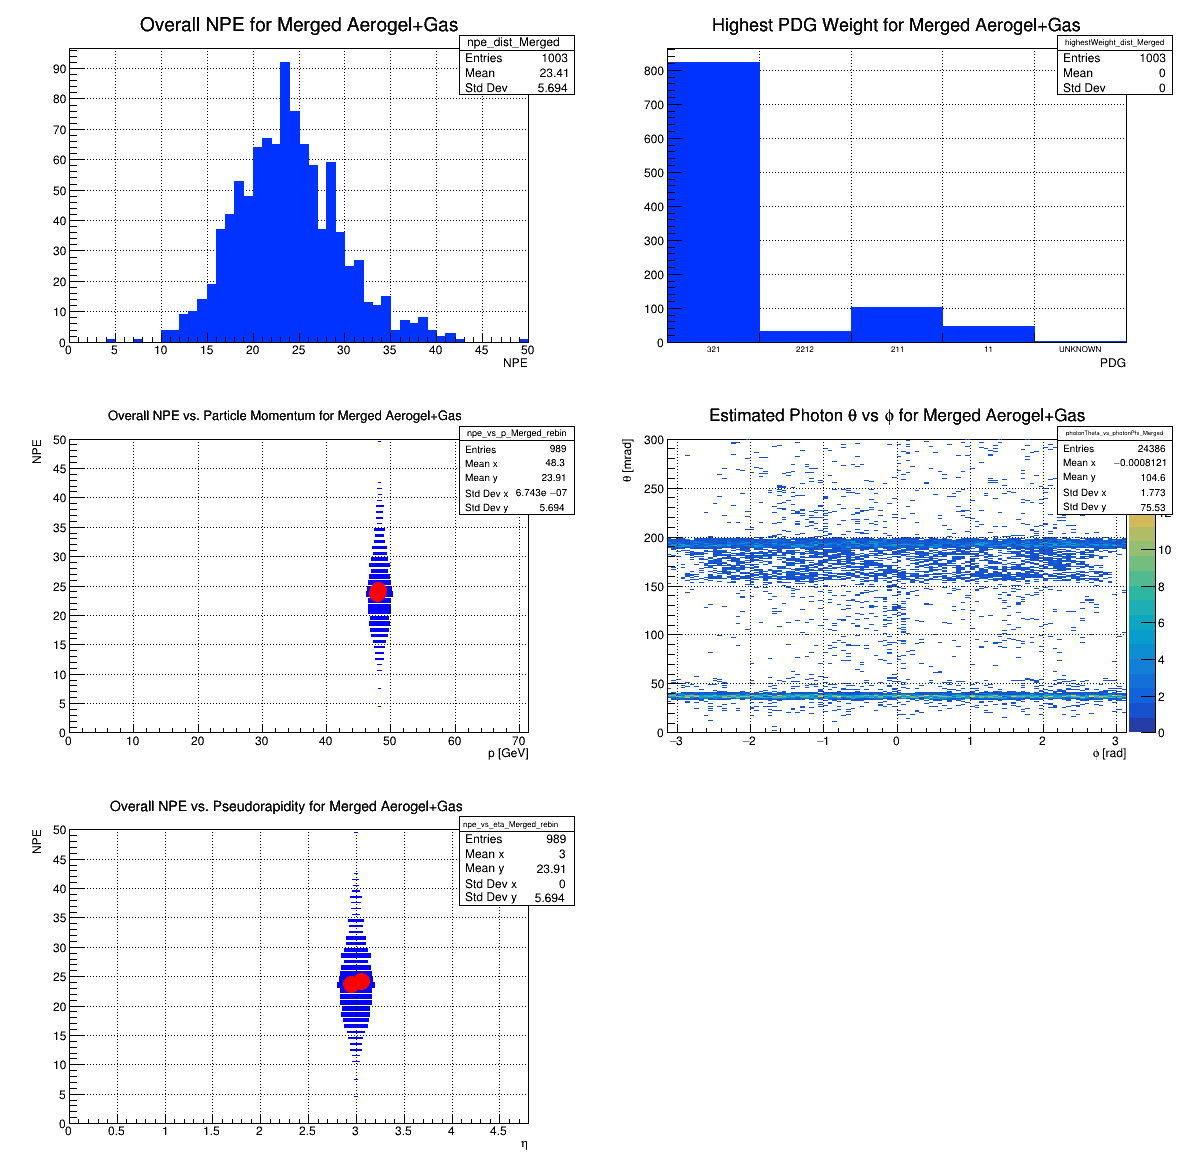 Overall NPE for Merged Aerogel+Gas
npe_dist_Merged
Entries 1003
Mean 23.41
Std Dev 5.694
90
80
70
60
50
40
30
20
10
0
0 5 10 15 20 25 30 35 40 45 50
NPE
Highest PDG Weight for Merged Aerogel+Gas
highestWeight_dist_Merged
Entries 1003
Mean 0
Std Dev 0
800
700
600
500
400
300
200
100
0
321 2212 211 11 UNKNOWN
PDG
Overall NPE vs. Particle Momentum for Merged Aerogel+Gas
npe_vs_p_Merged_rebin
Entries 989
Mean x 48.3
Mean y 23.91
Std Dev x 6.743e −07
Std Dev y 5.694
NPE
50
45
40
35
30
25
20
15
10
5
0
0 10 20 30 40 50 60 70
p [GeV]
Estimated Photon θ vs ϕ for Merged Aerogel+Gas
photonTheta_vs_photonPhi_Merged
Entries 24386
Mean x −0.0008121
Mean y 104.6
Std Dev x 1.773
Std Dev y 75.53
θ [mrad]
300
250
200
150
100
50
0
−3 −2 −1 0 1 2 3
ϕ [rad]
10
8
6
4
2
0
Overall NPE vs. Pseudorapidity for Merged Aerogel+Gas
npe_vs_eta_Merged_rebin
Entries 989
Mean x 3
Mean y 23.91
Std Dev x 0
Std Dev y 5.694
NPE
50
45
40
35
30
25
20
15
10
5
0
0 0.5 1 1.5 2 2.5 3 3.5 4 4.5
η